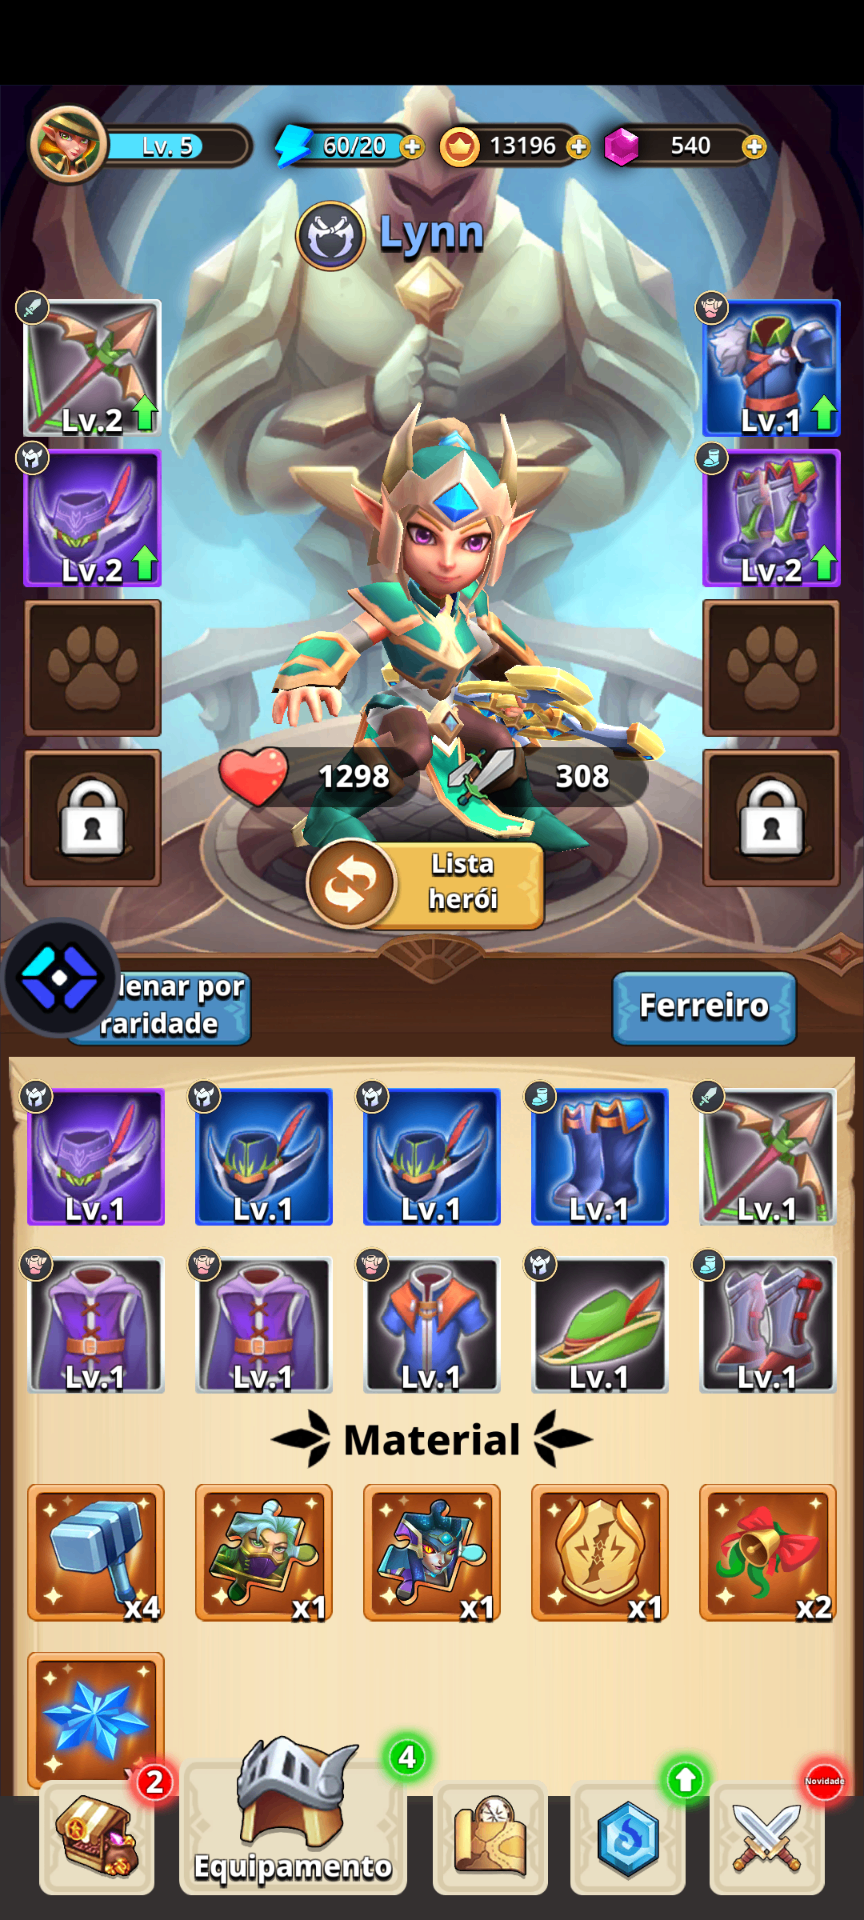 Lv. 5
60/20
13196
540
Lynn
Lv.2
Lv.1
Lv.2
Lv.2
1298
308
Lista
herói
denar por
raridade
Ferreiro
Lv.1
Lv.1
Lv.1
Lv.1
Lv.1
Lv.1
Lv.1
Lv.1
Lv.1
Lv.1
Material
x4
x1
x1
x1
x2
2
4
Novidade
Equipamento